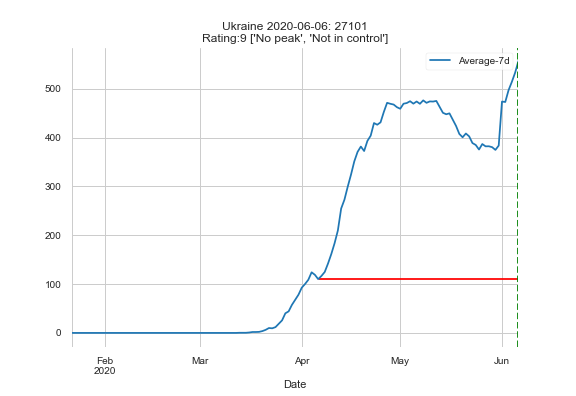 Ukraine 2020-06-06: 27101
Rating:9 ['No peak', 'Not in control']
Average-7d
500
400
300
200
100
0
Feb
2020
Mar
Apr
May
Jun
Date